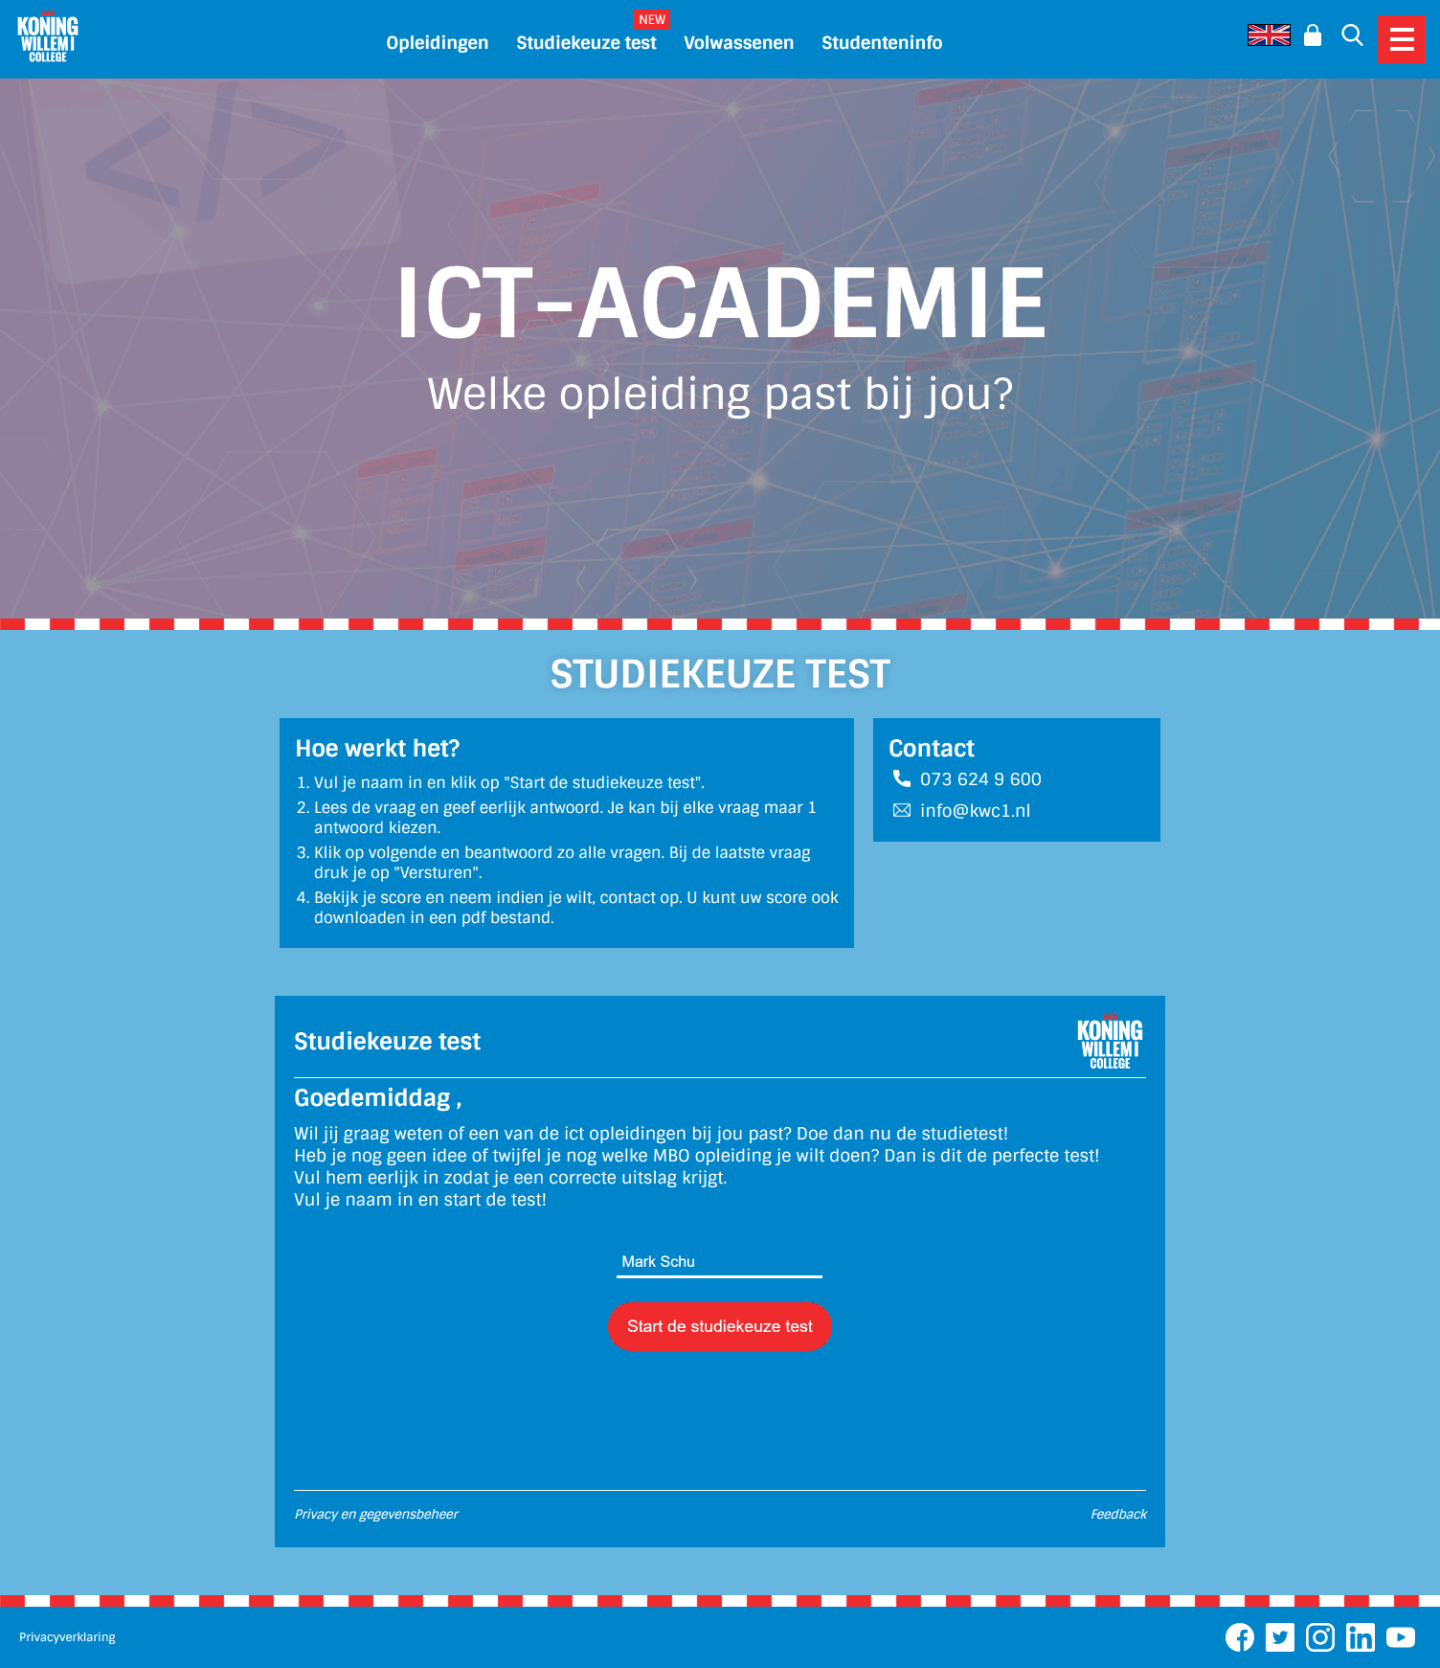 KONING
WILLEM I
COLLEGE
NEW
Opleidingen Studiekeuze test Volwassenen Studenteninfo
</>
ICT-ACADEMIE
Welke opleiding past bij jou?
STUDIEKEUZE TEST
Hoe werkt het?
1. Vul je naam in en klik op "Start de studiekeuze test".
2. Lees de vraag en geef eerlijk antwoord. Je kan bij elke vraag maar 1
antwoord kiezen.
3. Klik op volgende en beantwoord zo alle vragen. Bij de laatste vraag
druk je op "Versturen".
4. Bekijk je score en neem indien je wilt, contact op. U kunt uw score ook
downloaden in een pdf bestand.
Contact
073 624 9 600
info@kwc1.nl
Studiekeuze test
KONING
WILLEM I
COLLEGE
Goedemiddag ,
Wil jij graag weten of een van de ict opleidingen bij jou past? Doe dan nu de studietest!
Heb je nog geen idee of twijfel je nog welke MBO opleiding je wilt doen? Dan is dit de perfecte test!
Vul hem eerlijk in zodat je een correcte uitslag krijgt.
Vul je naam in en start de test!
Mark Schu
Start de studiekeuze test
Privacy en gegevensbeheer
Feedback
Privacyverklaring